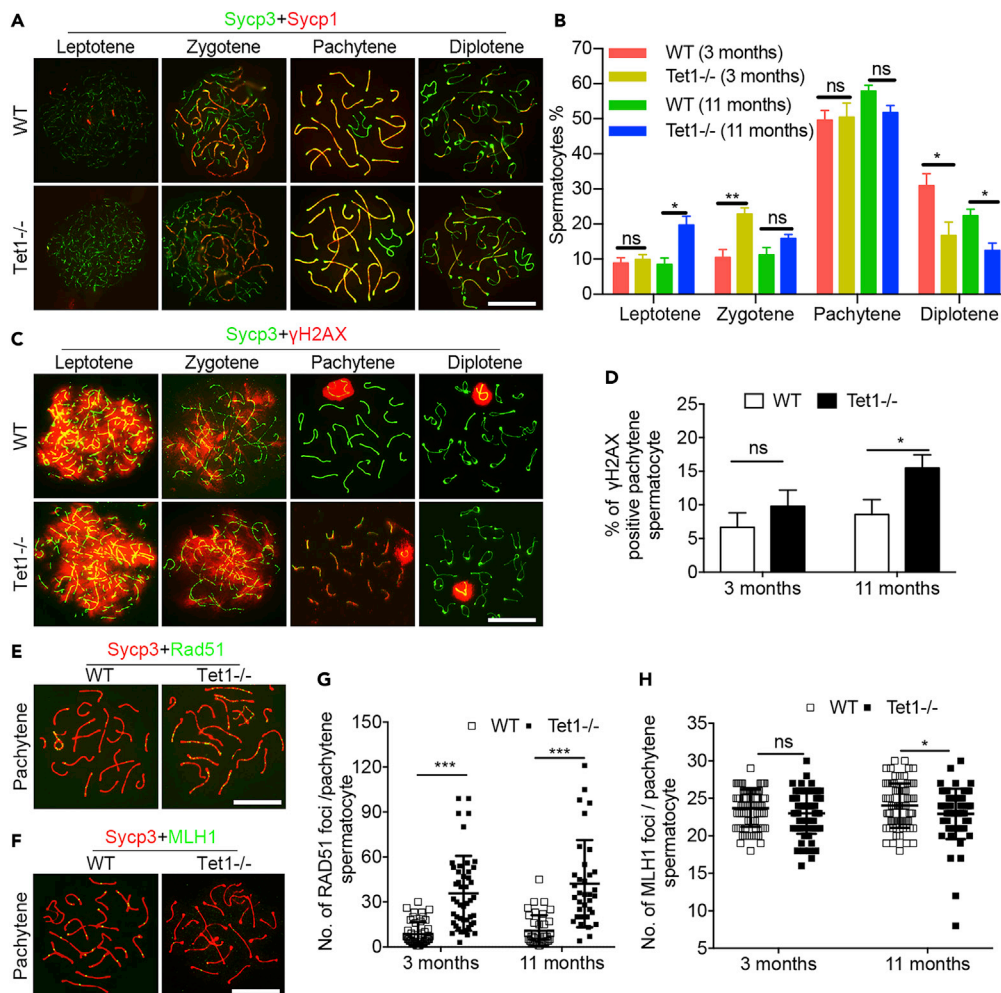 A
Sycp3+Sycp1
Leptotene Zygotene Pachytene Diplotene
WT
Tet1-/-
B
Spermatocytes %
70
60
50
40
30
20
10
0
WT (3 months)
Tet1-/- (3 months)
WT (11 months)
Tet1-/- (11 months)
ns * ** ns ns ns * *
Leptotene Zygotene Pachytene Diplotene
C
Sycp3+γH2AX
Leptotene Zygotene Pachytene Diplotene
WT
Tet1-/-
D
% of γH2AX
positive pachytene
spermatocyte
25
20
15
10
5
0
WT Tet1-/-
ns *
3 months 11 months
E
Sycp3+Rad51
WT Tet1-/-
Pachytene
F
Sycp3+MLH1
WT Tet1-/-
Pachytene
G
No. of RAD51 foci /pachytene
spermatocyte
150
120
90
60
30
0
WT Tet1-/-
*** ***
3 months 11 months
H
No. of MLH1 foci / pachytene
spermatocyte
35
30
25
20
15
10
5
WT Tet1-/-
ns *
3 months 11 months